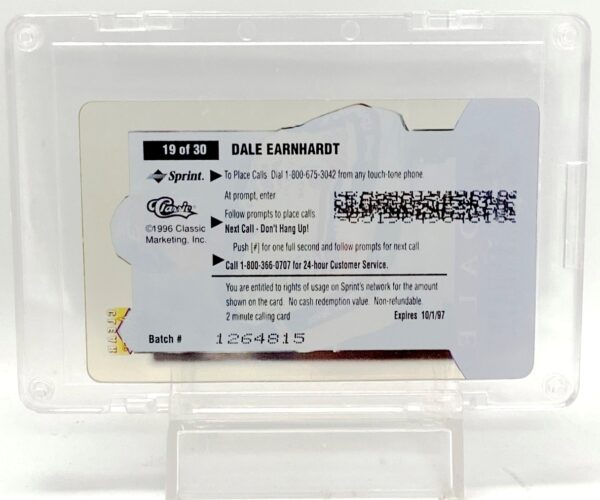 19 of 30 DALE EARNHARDT
Sprint. To Place Calls Dial 1-800-675-3042 from any touch-tone phone.
At prompt, enter
Classic
Follow prompts to place calls
©1996 Classic
Marketing, Inc.
Next Call - Don't Hang Up!
Push [#] for one full second and follow prompts for next call
Call 1-800-366-0707 for 24-hour Customer Service.
You are entitled to rights of usage on Sprint's network for the amount
shown on the card. No cash redemption value. Non-refundable.
2 minute calling card Expires 10/1/97
Batch # 1264815